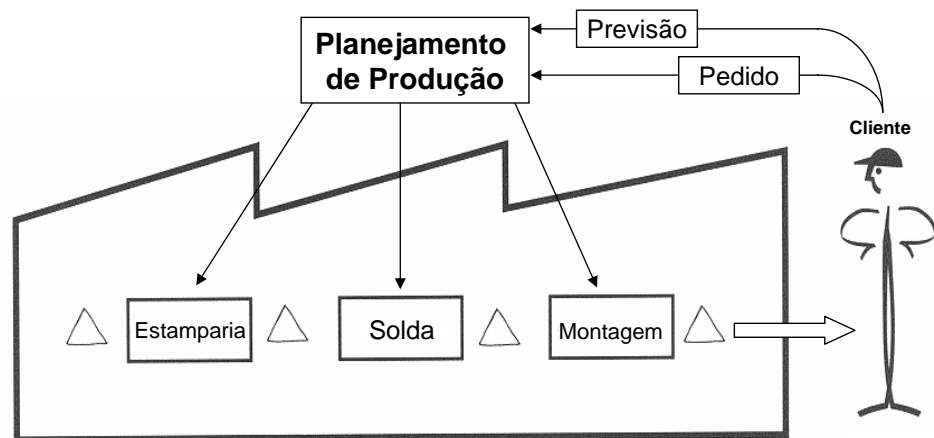 Planejamento
de Produção
Previsão
Pedido
Cliente
Estamparia
Solda
Montagem